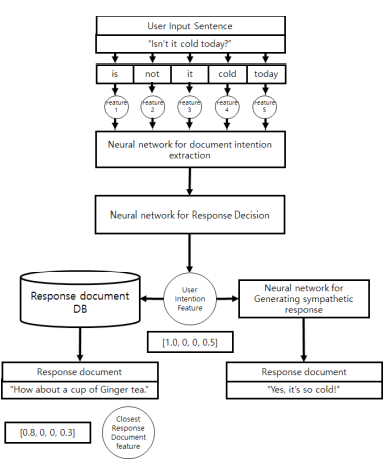 User Input Sentence
"Isn't it cold today?"
is not it cold today
Feature 1
Feature 2
Feature 3
Feature 4
Feature 5
Neural network for document intention
extraction
Neural network for Response Decision
Response document
DB
User
Intention
Feature
Neural network for
Generating sympathetic
response
[1.0, 0, 0, 0.5]
Response document
"How about a cup of Ginger tea."
Response document
"Yes, it's so cold!"
[0.8, 0, 0, 0.3]
Closest
Response
Document
feature